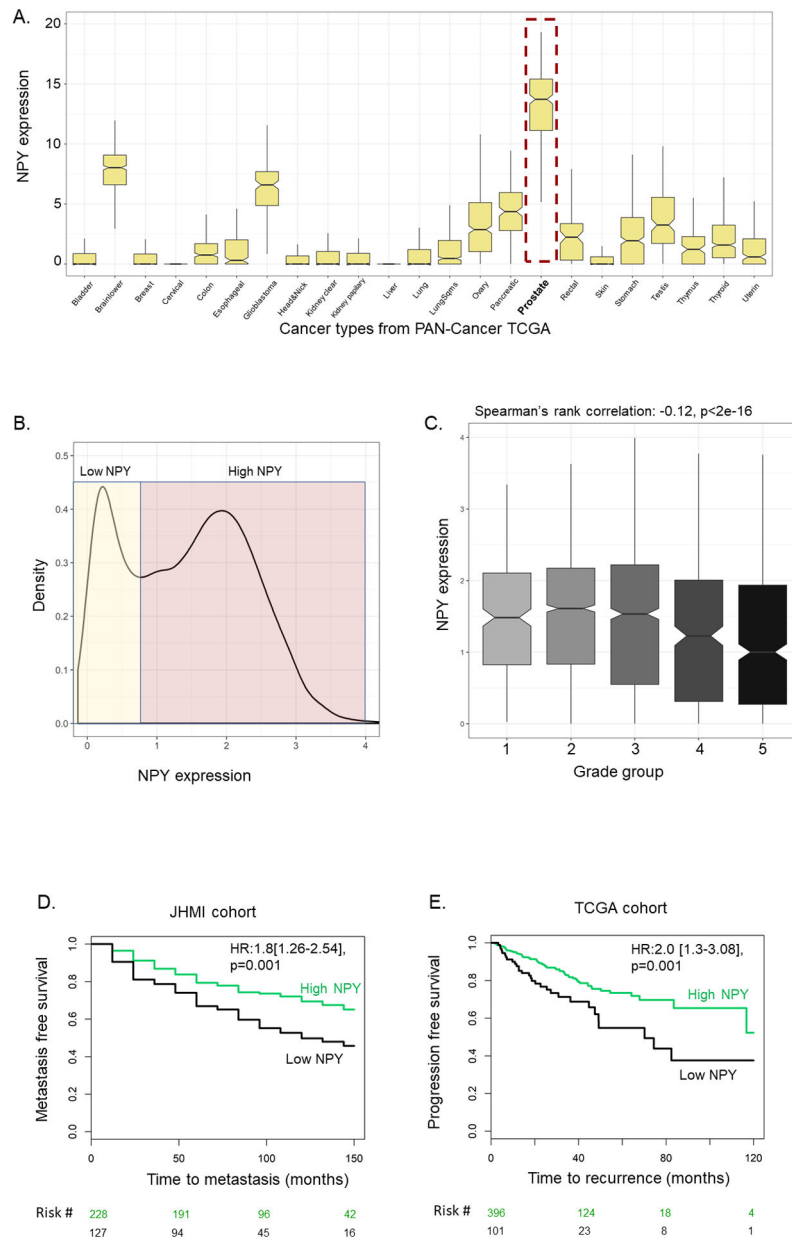 A.
NPY expression
20
15
10
5
0
Bladder
Brainlower
Breast
Cervical
Colon
Esophageal
Glioblastoma
Head&Nick
Kidney clear
Kidney papillary
Liver
Lung
LungSqms
Ovary
Pancreatic
Prostate
Rectal
Skin
Stomach
Testis
Thymus
Thyroid
Uterin
Cancer types from PAN-Cancer TCGA
B.
Low NPY High NPY
Density
0.5
0.4
0.3
0.2
0.1
0.0
0 1 2 3 4
NPY expression
Spearman's rank correlation: -0.12, p<2e-16
C.
NPY expression
4
3
2
1
0
1 2 3 4 5
Grade group
D.
JHMI cohort
HR:1.8[1.26-2.54],
p=0.001
High NPY
Low NPY
Metastasis free survival
1.0
0.8
0.6
0.4
0.2
0.0
0 50 100 150
Time to metastasis (months)
Risk # 228 191 96 42
127 94 45 16
E.
TCGA cohort
HR:2.0 [1.3-3.08],
p=0.001
High NPY
Low NPY
Progression free survival
1.0
0.8
0.6
0.4
0.2
0.0
0 40 80 120
Time to recurrence (months)
Risk # 396 124 18 4
101 23 8 1